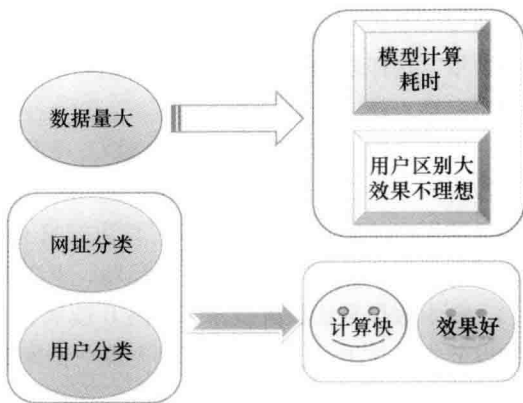 数据量大
模型计算
耗时
用户区别大
效果不理想
网址分类
用户分类
计算快
效果好